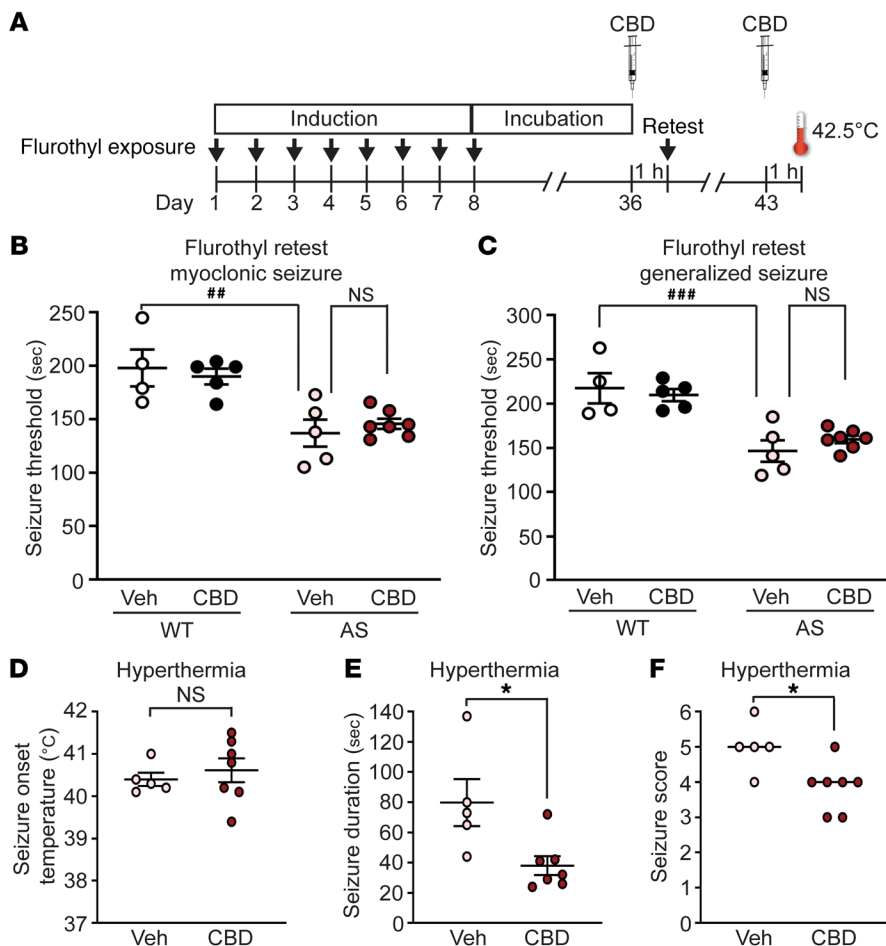 A
CBD CBD
Induction Incubation Retest 42.5°C
Flurothyl exposure
1 h 1 h
Day 1 2 3 4 5 6 7 8 36 43
B
Flurothyl retest
myoclonic seizure
## NS
Seizure threshold (sec)
250
200
150
100
50
0
Veh CBD Veh CBD
WT AS
C
Flurothyl retest
generalized seizure
### NS
Seizure threshold (sec)
300
250
200
150
100
50
0
Veh CBD Veh CBD
WT AS
D
Hyperthermia
NS
Seizure onset
temperature (°C)
42
41
40
39
38
37
Veh CBD
E
Hyperthermia
*
Seizure duration (sec)
140
120
100
80
60
40
20
0
Veh CBD
F
Hyperthermia
*
Seizure score
6
5
4
3
2
1
0
Veh CBD